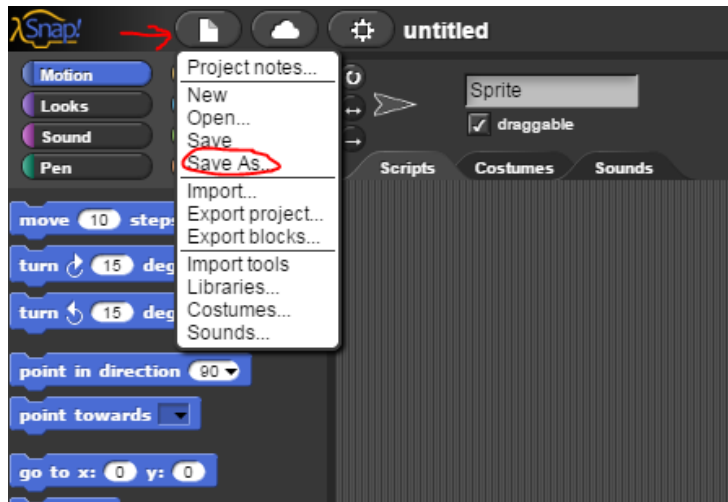 λSnap!
untitled
Project notes...
New
Open...
Save
Save As...
Import...
Export project...
Export blocks...
Import tools
Libraries...
Costumes...
Sounds...
Motion
Looks
Sound
Pen
Sprite
draggable
Scripts Costumes Sounds
move 10 step
turn 15 deg
turn 15 deg
point in direction 90
point towards
go to x: 0 y: 0